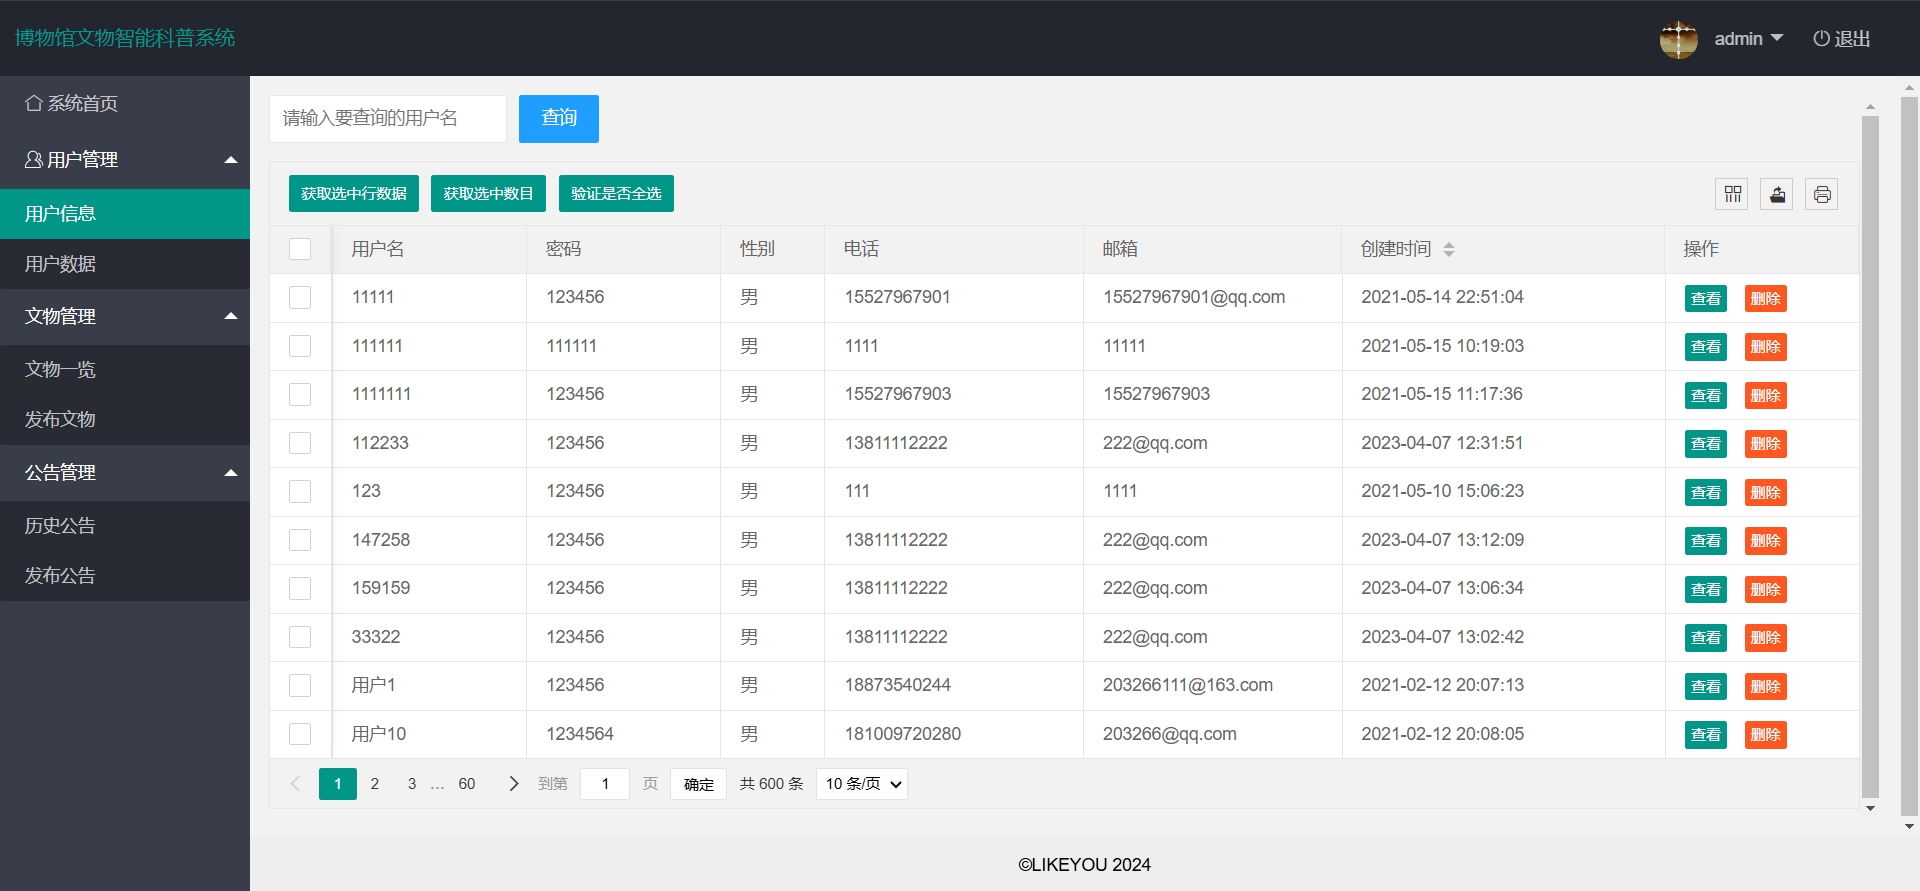 博物馆文物智能科普系统
admin
退出
系统首页
用户管理
用户信息
用户数据
文物管理
文物一览
发布文物
公告管理
历史公告
发布公告
请输入要查询的用户名
查询
获取选中行数据 获取选中数目 验证是否全选
用户名 密码 性别 电话 邮箱 创建时间 操作
11111 123456 男 15527967901 15527967901@qq.com 2021-05-14 22:51:04 查看 删除
111111 111111 男 1111 11111 2021-05-15 10:19:03 查看 删除
1111111 123456 男 15527967903 15527967903 2021-05-15 11:17:36 查看 删除
112233 123456 男 13811112222 222@qq.com 2023-04-07 12:31:51 查看 删除
123 123456 男 111 1111 2021-05-10 15:06:23 查看 删除
147258 123456 男 13811112222 222@qq.com 2023-04-07 13:12:09 查看 删除
159159 123456 男 13811112222 222@qq.com 2023-04-07 13:06:34 查看 删除
33322 123456 男 13811112222 222@qq.com 2023-04-07 13:02:42 查看 删除
用户1 123456 男 18873540244 203266111@163.com 2021-02-12 20:07:13 查看 删除
用户10 1234564 男 181009720280 203266@qq.com 2021-02-12 20:08:05 查看 删除
1 2 3 … 60 到第 1 页 确定 共 600 条 10 条/页
©LIKEYOU 2024